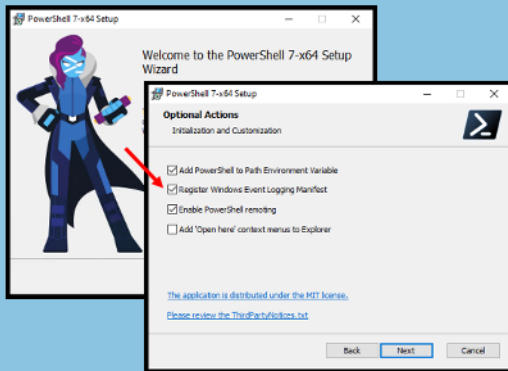 PowerShell 7-x64 Setup
Welcome to the PowerShell 7-x64 Setup
Wizard
PowerShell 7-x64 Setup
Optional Actions
Initialization and Customization
Add PowerShell to Path Environment Variable
Register Windows Event Logging Manifest
Enable PowerShell remoting
Add 'Open here' context menus to Explorer
The application is distributed under the MIT license.
Please review the ThirdPartyNotices.txt
Back
Next
Cancel